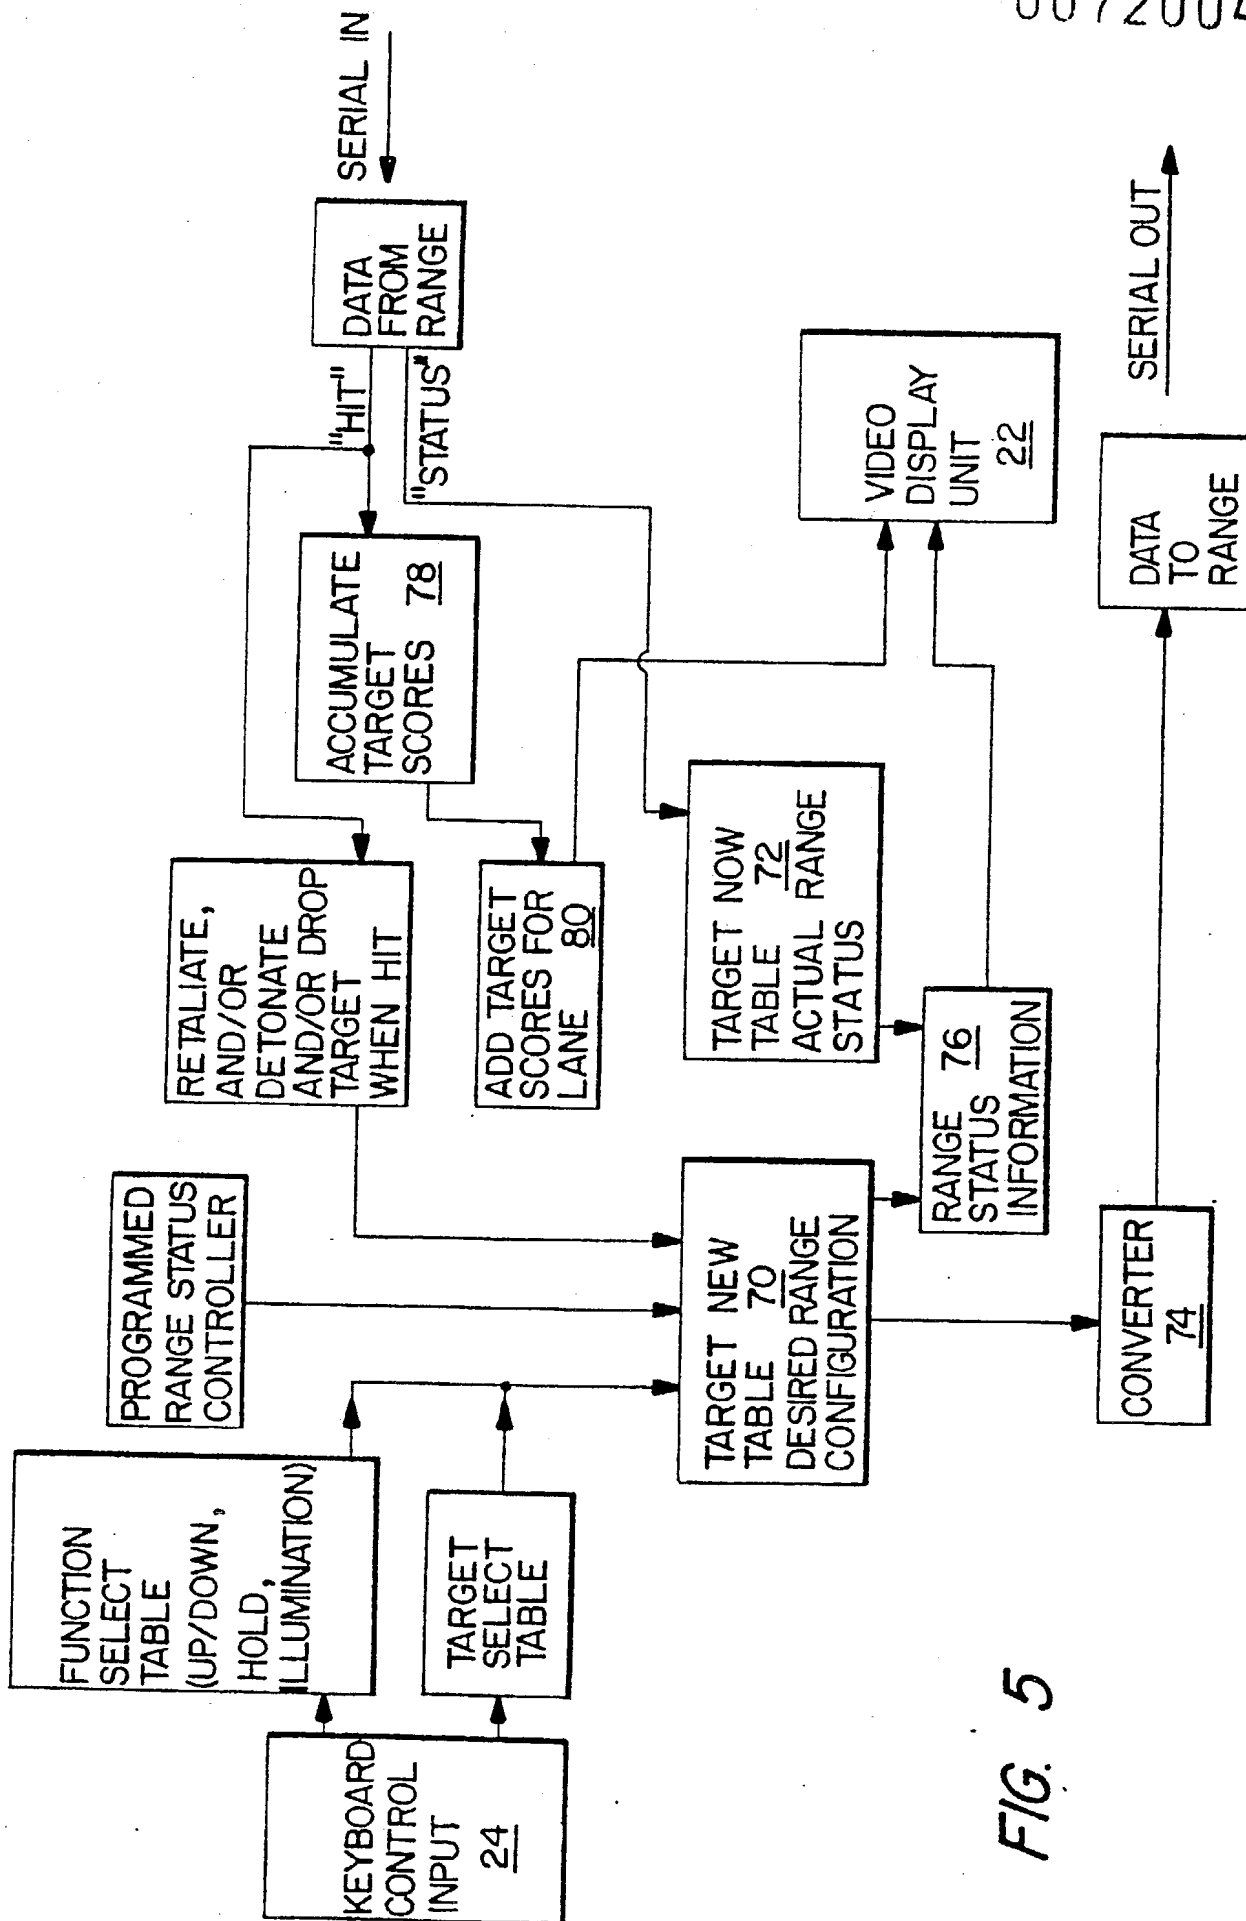 SERIAL IN
DATA
FROM
RANGE
"HIT"
"STATUS"
ACCUMULATE
TARGET
SCORES 78
RETALIATE,
AND/OR
DETONATE
AND/OR DROP
TARGET
WHEN HIT
ADD TARGET
SCORES FOR
LANE 80
PROGRAMMED
RANGE STATUS
CONTROLLER
FUNCTION
SELECT
TABLE
(UP/DOWN,
HOLD,
ILLUMINATION)
KEYBOARD
CONTROL
INPUT
24
TARGET
SELECT
TABLE
TARGET NEW
TABLE 70
DESIRED RANGE
CONFIGURATION
TARGET NOW
TABLE 72
ACTUAL RANGE
STATUS
RANGE 76
STATUS
INFORMATION
VIDEO
DISPLAY
UNIT
22
CONVERTER
74
DATA
TO
RANGE
SERIAL OUT
FIG. 5